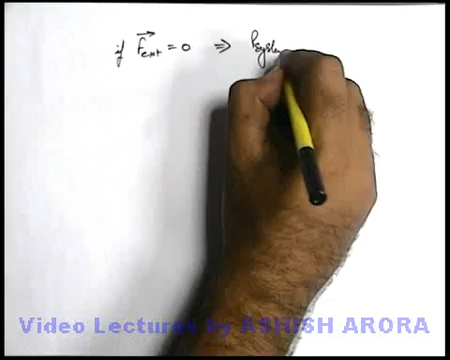 if F⃗ext = 0 ⇒ Psyste
Video Lectures by ASHISH ARORA